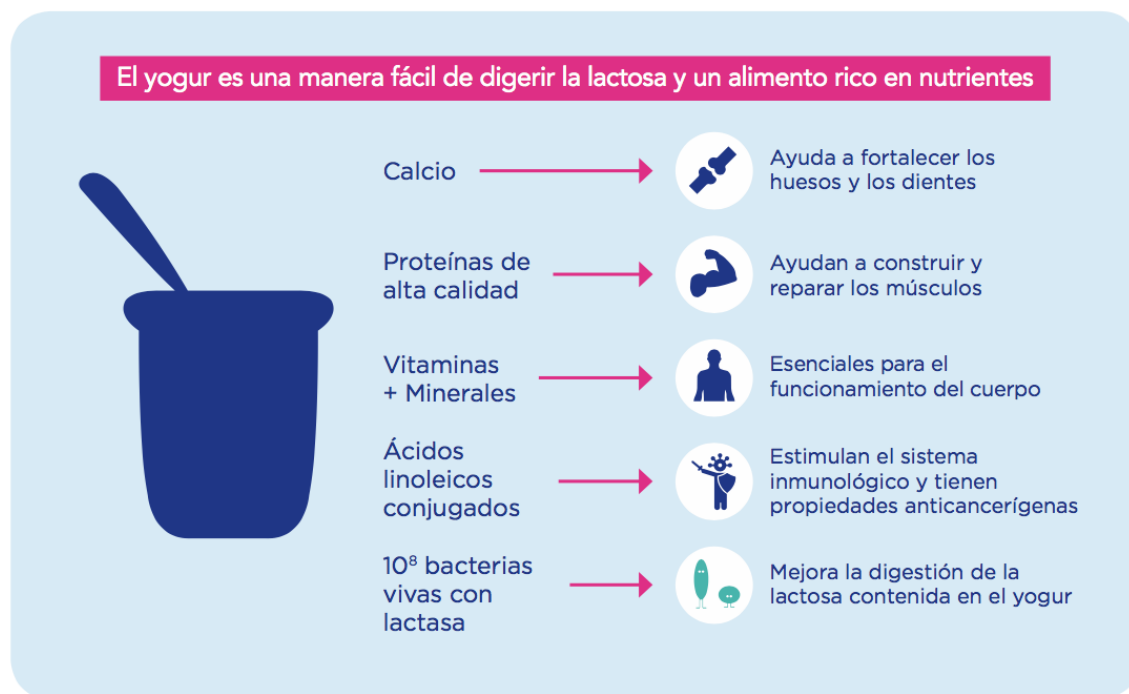 El yogur es una manera fácil de digerir la lactosa y un alimento rico en nutrientes
Calcio
Ayuda a fortalecer los
huesos y los dientes
Proteínas de
alta calidad
Ayudan a construir y
reparar los músculos
Vitaminas
+ Minerales
Esenciales para el
funcionamiento del cuerpo
Ácidos
linoleicos
conjugados
Estimulan el sistema
inmunológico y tienen
propiedades anticancerígenas
10⁸ bacterias
vivas con
lactasa
Mejora la digestión de la
lactosa contenida en el yogur